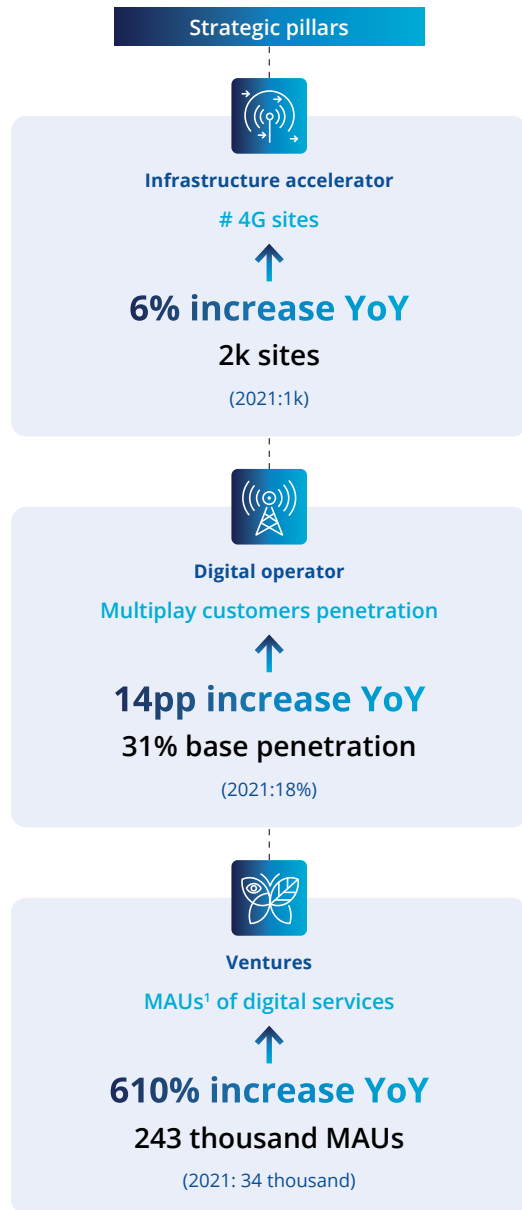 Strategic pillars
Infrastructure accelerator
# 4G sites
6% increase YoY
2k sites
(2021:1k)
Digital operator
Multiplay customers penetration
14pp increase YoY
31% base penetration
(2021:18%)
Ventures
MAUs¹ of digital services
610% increase YoY
243 thousand MAUs
(2021: 34 thousand)